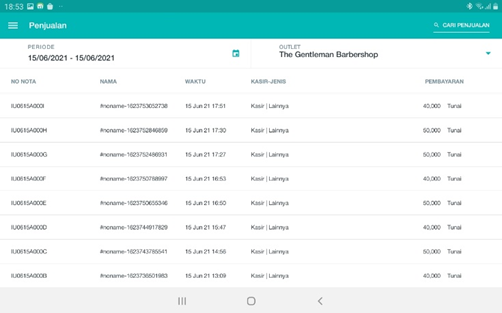 18:53
Penjualan
CARI PENJUALAN
PERIODE
15/06/2021 - 15/06/2021
OUTLET
The Gentleman Barbershop
NO NOTA NAMA WAKTU KASIR-JENIS PEMBAYARAN
IU0615A000I #noname-1623753052738 15 Jun 21 17:51 Kasir | Lainnya 40,000 Tunai
IU0615A000H #noname-1623752846859 15 Jun 21 17:30 Kasir | Lainnya 50,000 Tunai
IU0615A000G #noname-1623752486931 15 Jun 21 17:27 Kasir | Lainnya 50,000 Tunai
IU0615A000F #noname-1623750788997 15 Jun 21 16:53 Kasir | Lainnya 40,000 Tunai
IU0615A000E #noname-1623750655346 15 Jun 21 16:50 Kasir | Lainnya 50,000 Tunai
IU0615A000D #noname-1623744917829 15 Jun 21 15:47 Kasir | Lainnya 40,000 Tunai
IU0615A000C #noname-1623743785541 15 Jun 21 14:56 Kasir | Lainnya 50,000 Tunai
IU0615A000B #noname-1623736501983 15 Jun 21 13:09 Kasir | Lainnya 40,000 Tunai